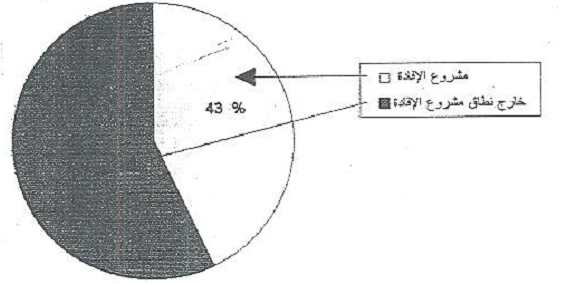 مشروع الإفادة
43 %
خارج نطاق مشروع الإفادة